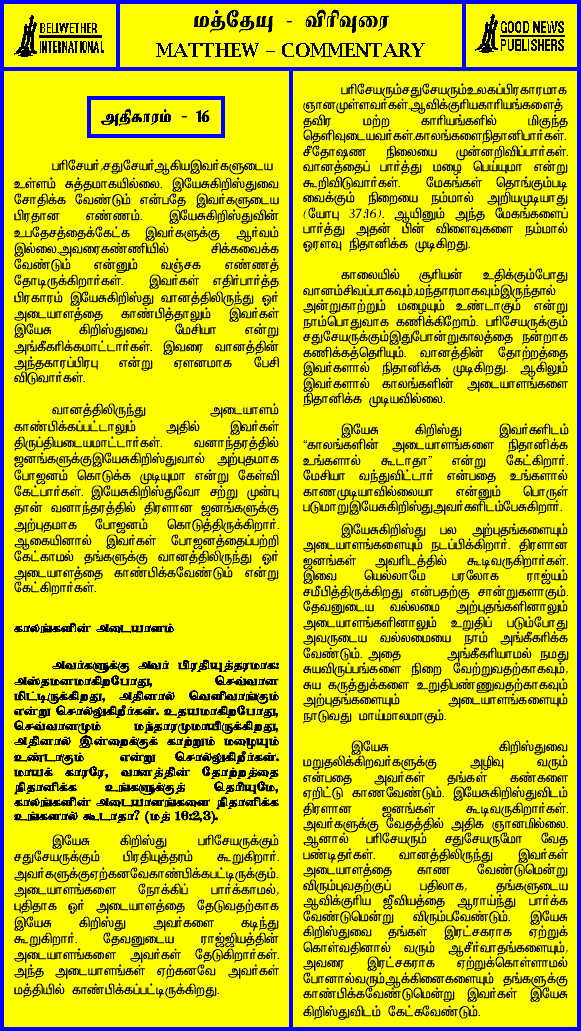 BELWETHER
INTERNATIONAL
மத்தேயு - விரிவுரை
MATTHEW – COMMENTARY
GOOD NEWS
PUBLISHERS
அதிகாரம் - 16
பரிசேயர்,சதுசேயர்ஆகியஇவர்களுடைய
உள்ளம் சுத்தமாகயில்லை. இயேசுகிறிஸ்துவை
சோதிக்க வேண்டும் என்பதே இவர்களுடைய
பிரதான எண்ணம். இயேசுகிறிஸ்துவின்
உபதேசத்தைக்கேட்க இவர்களுக்கு ஆர்வம்
இல்லை.அவரைகண்ணியில் சிக்கவைக்க
வேண்டும் என்னும் வஞ்சக எண்ணத்
தோடிருக்கிறார்கள். இவர்கள் எதிர்பார்த்த
பிரகாரம் இயேசுகிறிஸ்து வானத்திலிருந்து ஓர்
அடையாளத்தை காண்பித்தாலும் இவர்கள்
இயேசு கிறிஸ்துவை மேசியா என்று
அங்கீகரிக்கமாட்டார்கள். இவரை வானத்தின்
அந்தகாரப்பிரபு என்று ஏளனமாக பேசி
விடுவார்கள்.
வானத்திலிருந்து அடையாளம்
காண்பிக்கப்பட்டாலும் அதில் இவர்கள்
திருப்தியடையமாட்டார்கள். வனாந்தரத்தில்
ஜனங்களுக்குஇயேசுகிறிஸ்துவால் அற்புதமாக
போஜனம் கொடுக்க முடியுமா என்று கேள்வி
கேட்பார்கள். இயேசுகிறிஸ்துவோ சற்று முன்பு
தான் வனாந்தரத்தில் திரளான ஜனங்களுக்கு
அற்புதமாக போஜனம் கொடுத்திருக்கிறார்.
ஆகையினால் இவர்கள் போஜனத்தைப்பற்றி
கேட்காமல் தங்களுக்கு வானத்திலிருந்து ஓர்
அடையாளத்தை காண்பிக்கவேண்டும் என்று
கேட்கிறார்கள்.
காலங்களின் அடையாளம்
அவர்களுக்கு அவர் பிரதியுத்தரமாக:
அஸ்தமனமாகிறபோது, செவ்வான
மிட்டிருக்கிறது, அதினால் வெளிவாங்கும்
என்று சொல்லுகிறீர்கள். உதயமாகிறபோது,
செவ்வானமும் மந்தாரமுமாயிருக்கிறது,
அதினால் இன்றைக்குக் காற்றும் மழையும்
உண்டாகும் என்று சொல்லுகிறீர்கள்.
மாயக் காரரே, வானத்தின் தோற்றத்தை
நிதானிக்க உங்களுக்குத் தெரியுமே,
காலங்களின் அடையாளங்களை நிதானிக்க
உங்களால் கூடாதா? (மத் 16:2,3).
இயேசு கிறிஸ்து பரிசேயருக்கும்
சதுசேயருக்கும் பிரதியுத்தரம் கூறுகிறார்.
அவர்களுக்குஏற்கனவேகாண்பிக்கப்பட்டிருக்கும்.
அடையாளங்களை நோக்கிப் பார்க்காமல்,
புதிதாக ஓர் அடையாளத்தை தேடுவதற்காக
இயேசு கிறிஸ்து அவர்களை கடிந்து
கூறுகிறார். தேவனுடைய ராஜ்ஜியத்தின்
அடையாளங்களை அவர்கள் தேடுகிறார்கள்.
அந்த அடையாளங்கள் ஏற்கனவே அவர்கள்
மத்தியில் காண்பிக்கப்பட்டிருக்கிறது.
பரிசேயரும்சதுசேயரும்உலகப்பிரகாரமாக
ஞானமுள்ளவர்கள்.ஆவிக்குரியகாரியங்களைத்
தவிர மற்ற காரியங்களில் மிகுந்த
தெளிவுடையவர்கள்.காலங்களைநிதானிபார்கள்.
சீதோஷண நிலையை முன்னறிவிப்பார்கள்.
வானத்தைப் பார்த்து மழை பெய்யுமா என்று
கூறிவிடுவார்கள். மேகங்கள் தொங்கும்படி
வைக்கும் நிறையை நம்மால் அறியமுடியாது
(யோபு 37:16). ஆயினும் அந்த மேகங்களைப்
பார்த்து அதன் பின் விளைவுகளை நம்மால்
ஓரளவு நிதானிக்க முடிகிறது.
காலையில் சூரியன் உதிக்கும்போது
வானம்சிவப்பாகவும்,மந்தாரமாகவும்இருந்தால்
அன்றுகாற்றும் மழையும் உண்டாகும் என்று
நாம்பொதுவாக கணிக்கிறோம். பரிசேயருக்கும்
சதுசேயருக்கும்இதுபோன்றுகாலத்தை நன்றாக
கணிக்கத்தெரியும். வானத்தின் தோற்றத்தை
இவர்களால் நிதானிக்க முடிகிறது. ஆகிலும்
இவர்களால் காலங்களின் அடையாளங்களை
நிதானிக்க முடியவில்லை.
இயேசு கிறிஸ்து இவர்களிடம்
“காலங்களின் அடையாளங்களை நிதானிக்க
உங்களால் கூடாதா” என்று கேட்கிறார்.
மேசியா வந்துவிட்டார் என்பதை உங்களால்
காணமுடியாவில்லையா என்னும் பொருள்
படுமாறுஇயேசுகிறிஸ்துஅவர்களிடம்பேசுகிறார்.
இயேசுகிறிஸ்து பல அற்புதங்களையும்
அடையாளங்களையும் நடப்பிக்கிறார். திரளான
ஜனங்கள் அவரிடத்தில் கூடிவருகிறார்கள்.
இவை யெல்லாமே பரலோக ராஜ்யம்
சமீபித்திருக்கிறது என்பதற்கு சான்றுகளாகும்.
தேவனுடைய வல்லமை அற்புதங்களினாலும்
அடையாளங்களினாலும் உறுதிப் படும்போது
அவருடைய வல்லமையை நாம் அங்கீகரிக்க
வேண்டும். அதை அங்கீகரியாமல் நமது
சுயவிருப்பங்களை நிறை வேற்றுவதற்காகவும்,
சுய கருத்துக்களை உறுதிபண்ணுவதற்காகவும்
அற்புதங்களையும் அடையாளங்களையும்
நாடுவது மாய்மாலமாகும்.
இயேசு கிறிஸ்துவை
மறுதலிக்கிறவர்களுக்கு அழிவு வரும்
என்பதை அவர்கள் தங்கள் கண்களை
ஏறிட்டு காணவேண்டும். இயேசுகிறிஸ்துவிடம்
திரளான ஜனங்கள் கூடிவருகிறார்கள்.
அவர்களுக்கு வேதத்தில் அதிக ஞானமில்லை.
ஆனால் பரிசேயரும் சதுசேயருமோ வேத
பண்டிதர்கள். வானத்திலிருந்து இவர்கள்
அடையாளத்தை காண வேண்டுமென்று
விரும்புவதற்குப் பதிலாக, தங்களுடைய
ஆவிக்குரிய ஜீவியத்தை ஆராய்ந்து பார்க்க
வேண்டுமென்று விரும்பவேண்டும். இயேசு
கிறிஸ்துவை தங்கள் இரட்சகராக ஏற்றுக்
கொள்வதினால் வரும் ஆசீர்வாதங்களையும்,
அவரை இரட்சகராக ஏற்றுக்கொள்ளாமல்
போனால்வரும்ஆக்கினைகளையும் தங்களுக்கு
காண்பிக்கவேண்டுமென்று இவர்கள் இயேசு
கிறிஸ்துவிடம் கேட்கவேண்டும்.